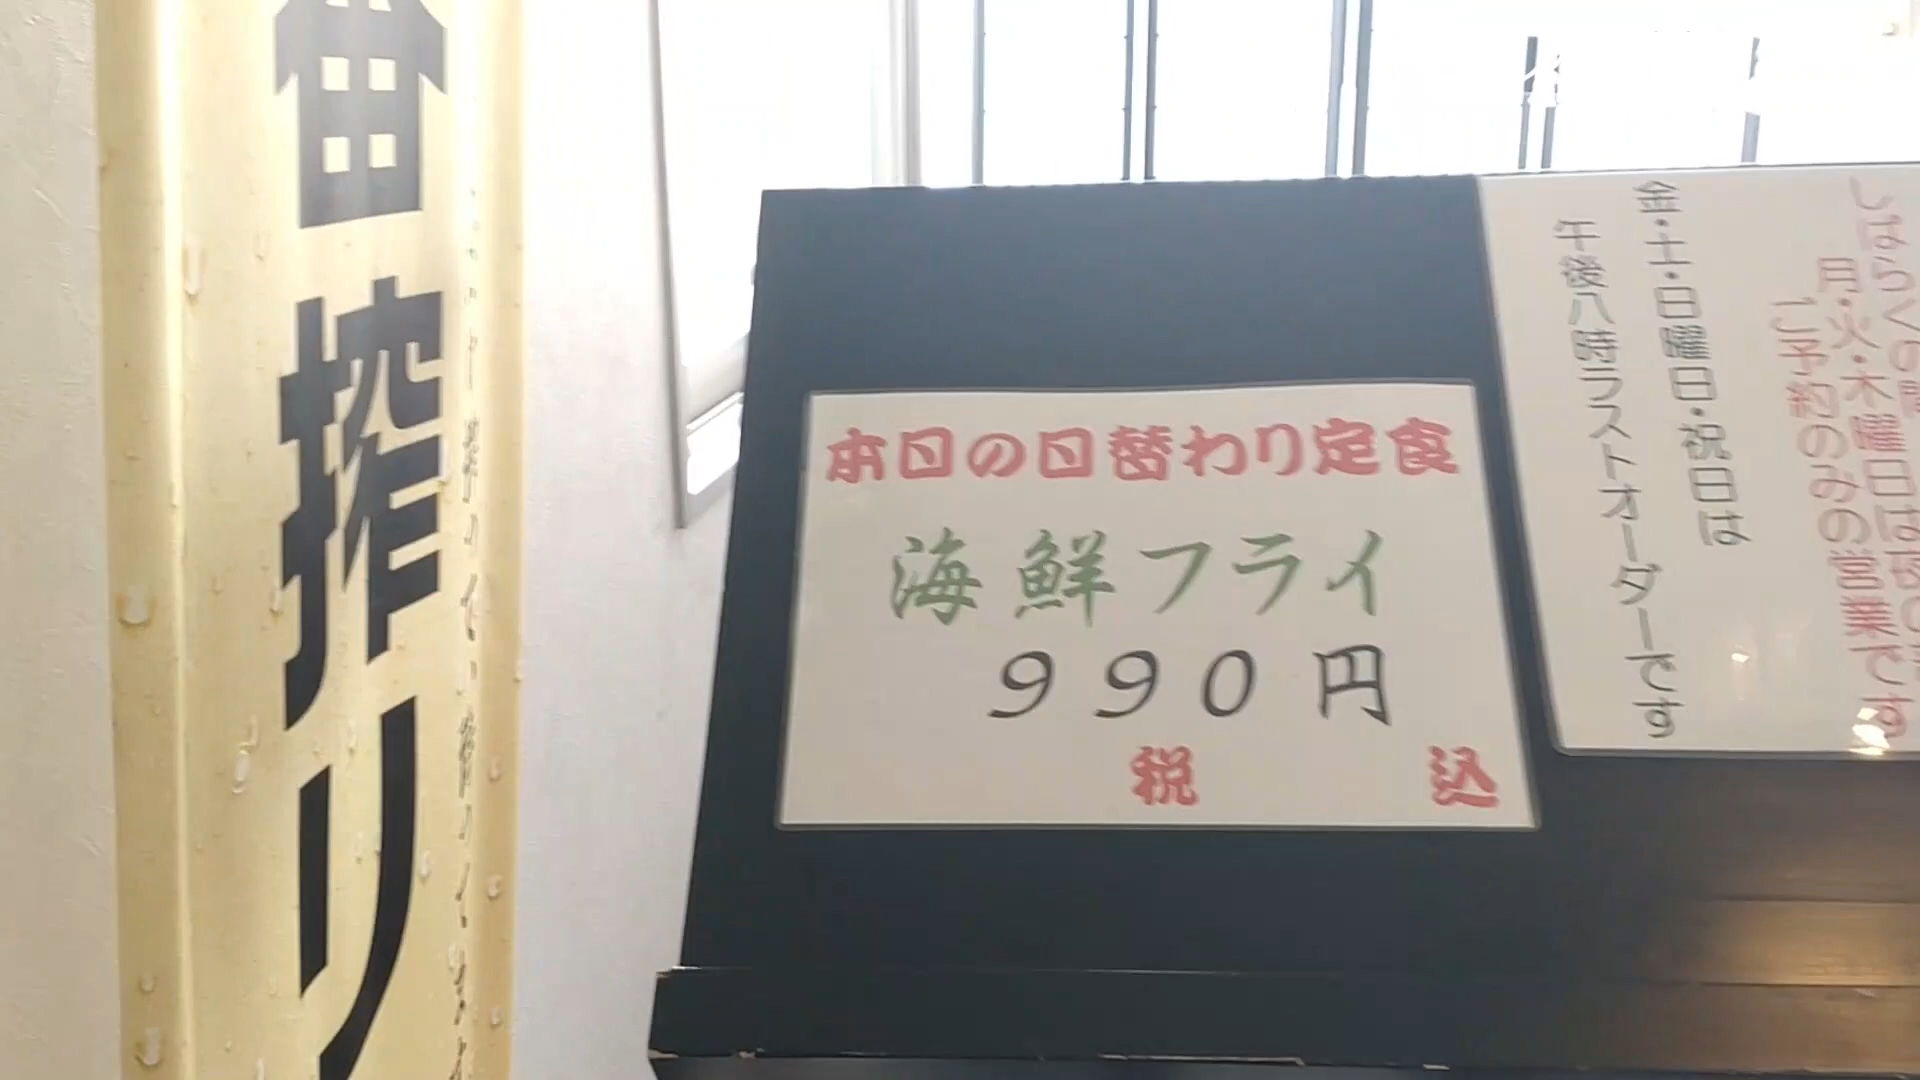 番搾り
本日の日替わり定食
海鮮フライ
990円
税 込
しばらくの間
月・火・木曜日は夜の
ご予約のみの営業です
金・土・日曜日・祝日は
午後八時ラストオーダーです